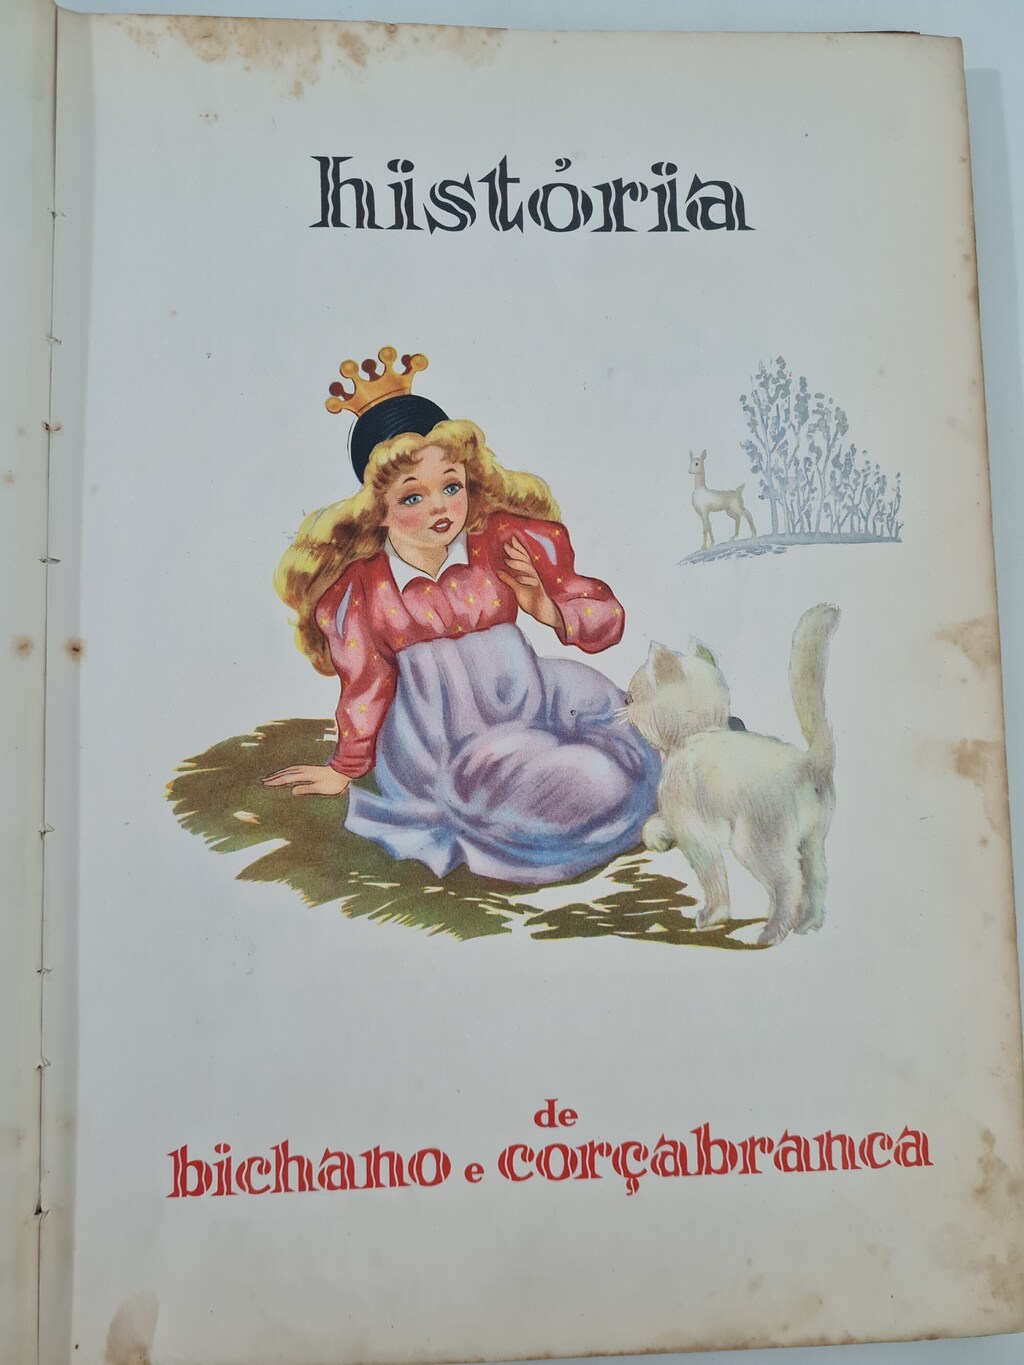 história
de
bichano e corçabranca